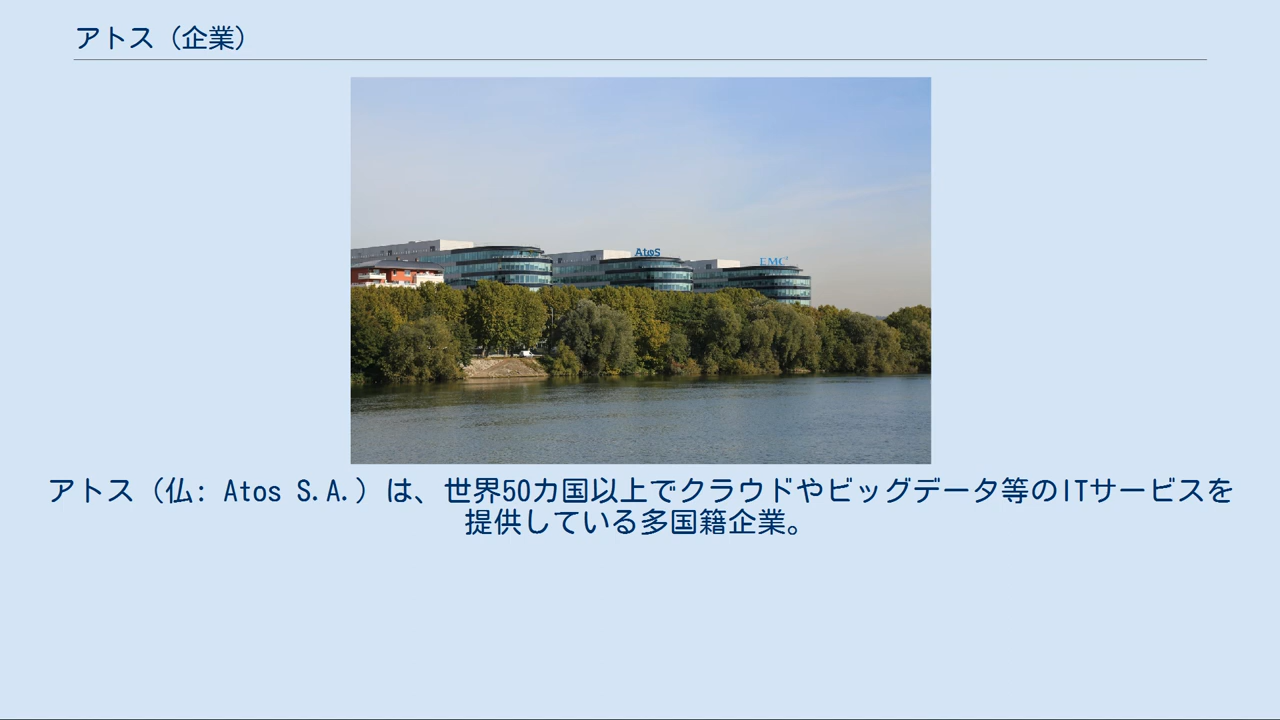 アトス（企業）
AtoS
EMC²
アトス（仏: Atos S.A.）は、世界50カ国以上でクラウドやビッグデータ等のITサービスを
提供している多国籍企業。